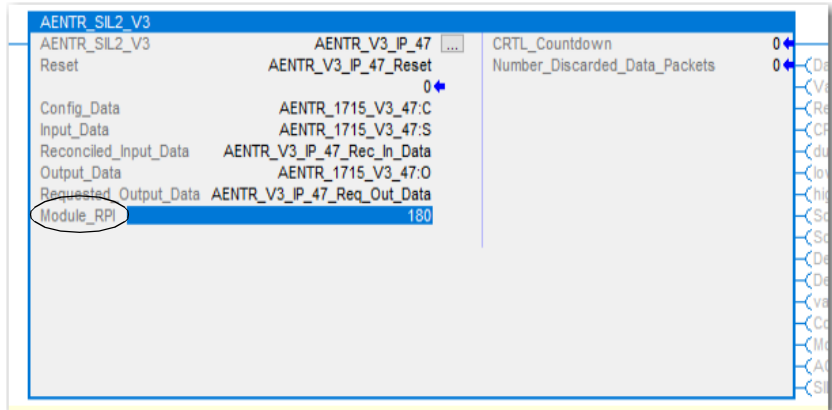 AENTR_SIL2_V3
AENTR_SIL2_V3 AENTR_V3_IP_47 ... CRTL_Countdown 0
Reset AENTR_V3_IP_47_Reset Number_Discarded_Data_Packets 0
0
Config_Data AENTR_1715_V3_47:C
Input_Data AENTR_1715_V3_47:S
Reconciled_Input_Data AENTR_V3_IP_47_Rec_In_Data
Output_Data AENTR_1715_V3_47:O
Requested_Output_Data AENTR_V3_IP_47_Req_Out_Data
Module_RPI 180